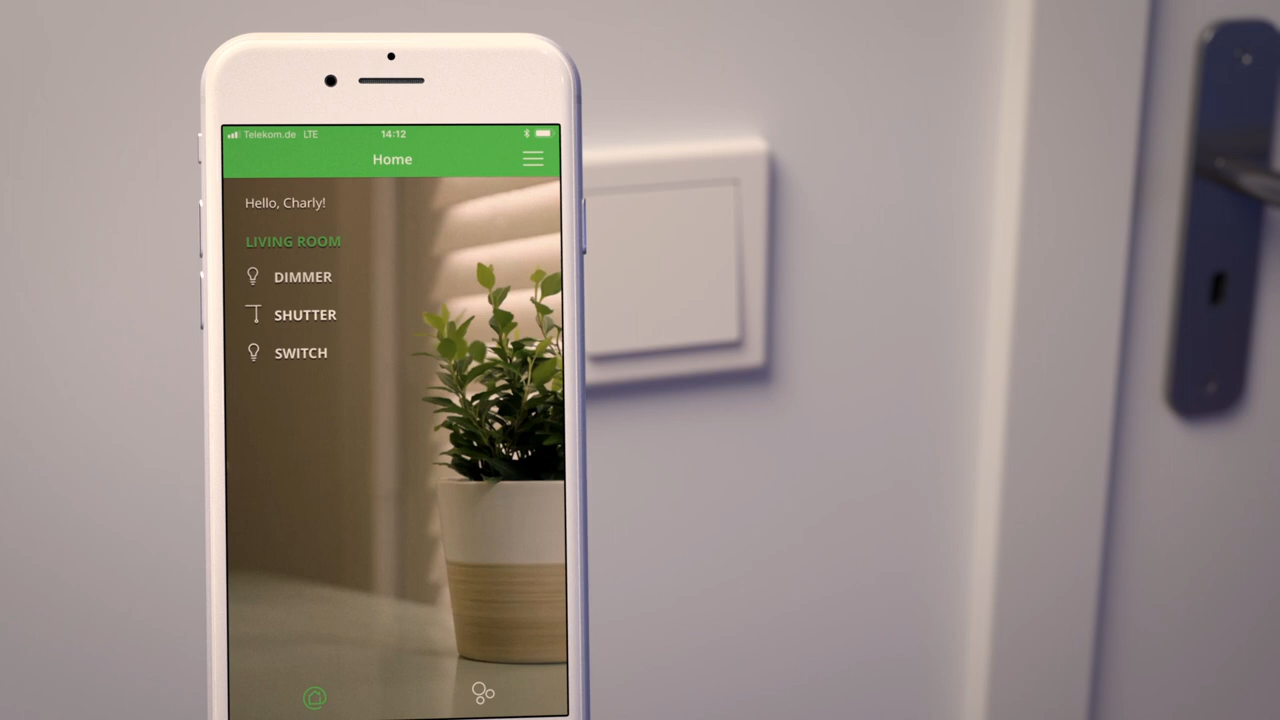 Telekom.de LTE 14:12
Home
Hello, Charly!
LIVING ROOM
DIMMER
SHUTTER
SWITCH